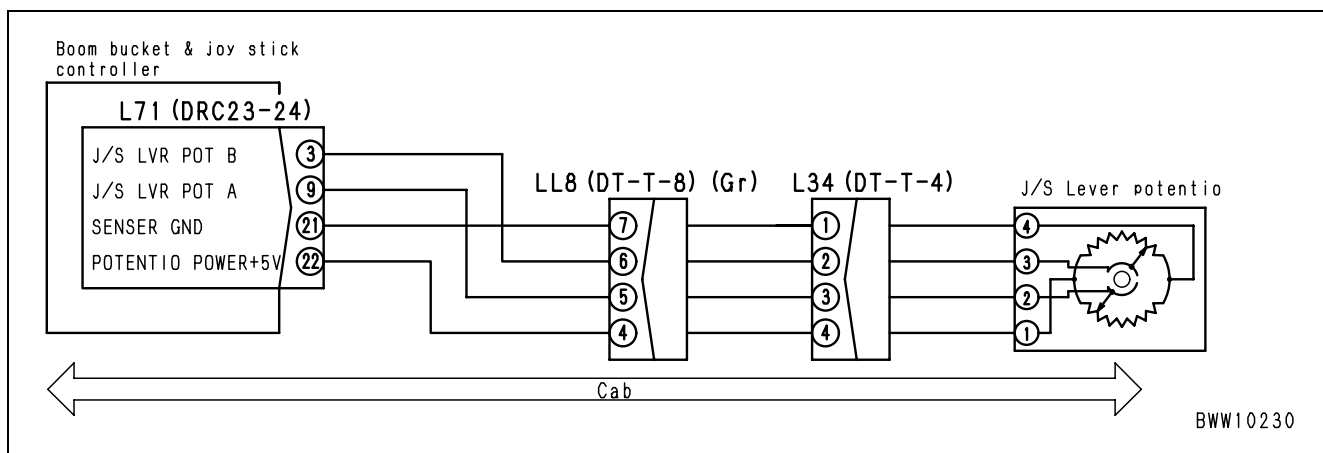 Boom bucket & joy stick
controller
L71 (DRC23-24)
J/S LVR POT B 3
J/S LVR POT A 9
SENSER GND 21
POTENTIO POWER+5V 22
LL8 (DT-T-8) (Gr)
7
6
5
4
L34 (DT-T-4)
1
2
3
4
J/S Lever potentio
4
3
2
1
Cab
BWW10230